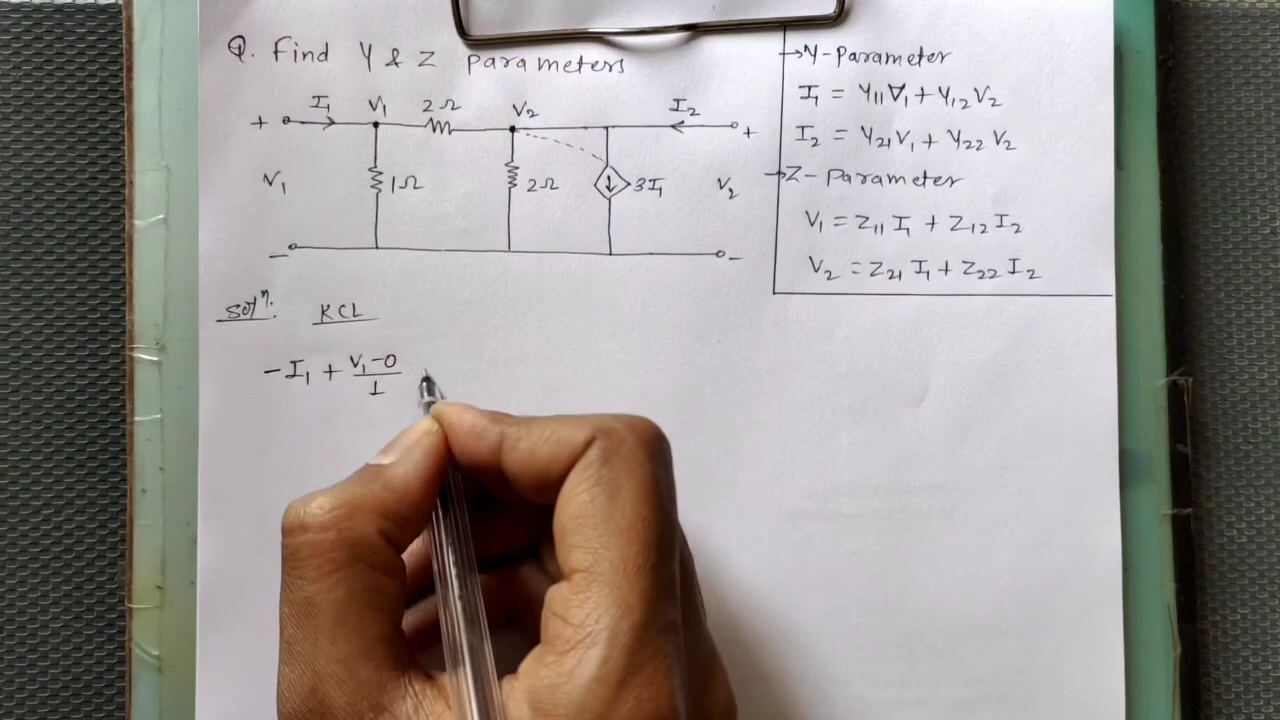 Q. Find Y & Z parameters
I₁ V₁ 2Ω V₂ I₂
+ +
V₁ 1Ω 2Ω 3I₁ V₂
- -
→Y-Parameter
I₁ = Y₁₁V₁ + Y₁₂V₂
I₂ = Y₂₁V₁ + Y₂₂V₂
→Z-Parameter
V₁ = Z₁₁I₁ + Z₁₂I₂
V₂ = Z₂₁I₁ + Z₂₂I₂
Solⁿ: KCL
-I₁ + (V₁-0)/1